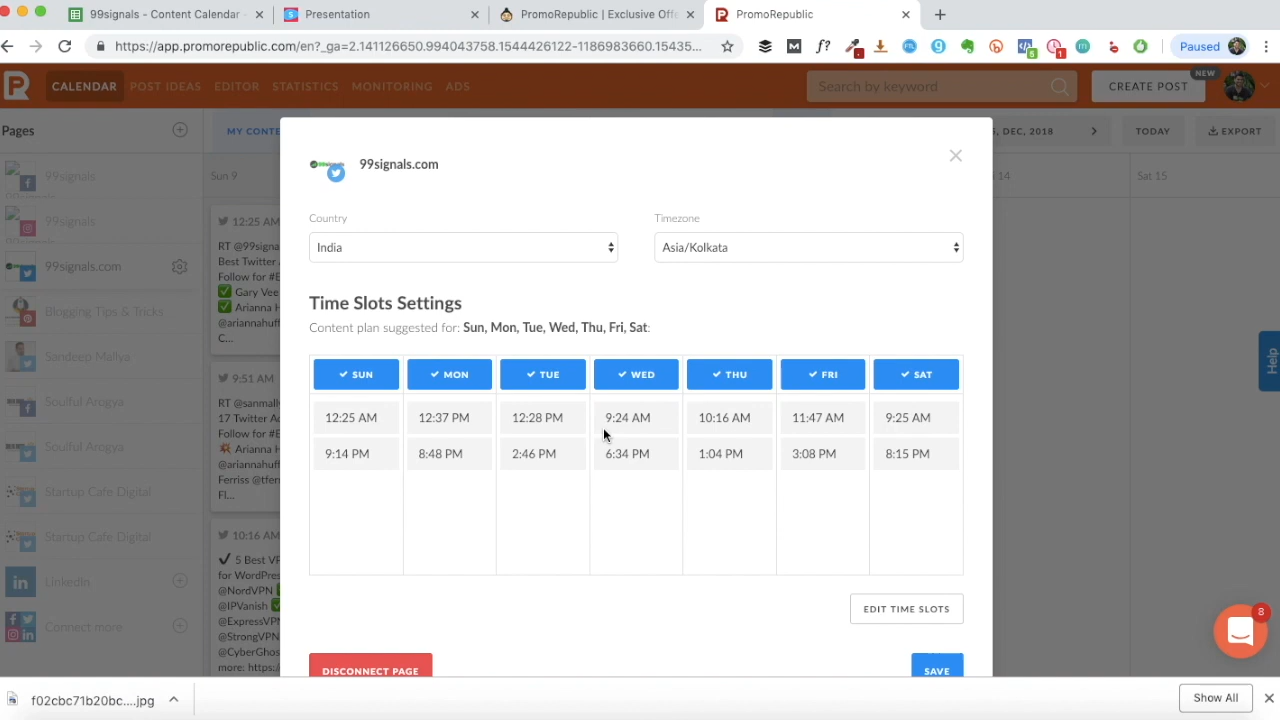 99signals - Content Calendar -
Presentation
PromoRepublic | Exclusive Offe
PromoRepublic
https://app.promorepublic.com/en?_ga=2.141126650.994043758.1544426122-1186983660.15435...
Paused
CALENDAR
POST IDEAS
EDITOR
STATISTICS
MONITORING
ADS
Search by keyword
CREATE POST
NEW
Pages
MY CONTE
5, DEC, 2018
TODAY
EXPORT
99signals
99signals
99signals.com
Blogging Tips & Tricks
Sandeep Mallya
Soulful Arogya
Soulful Arogya
Startup Cafe Digital
Startup Cafe Digital
LinkedIn
Connect more
Sun 9
14
Sat 15
12:25 AM
RT @99signa
Best Twitter
Follow for #E
Gary Vee
Arianna H
@ariannahuff
C...
9:51 AM
RT @sanmally
17 Twitter Ac
Follow for #E
Arianna H
@ariannahuf
Ferriss @tferr
Fl...
10:16 AM
5 Best VP
for WordPress
@NordVPN
@IPVanish
@ExpressVPN
@StrongVPN
@CyberGhos
more: https:/
99signals.com
Country
Timezone
India
Asia/Kolkata
Time Slots Settings
Content plan suggested for: Sun, Mon, Tue, Wed, Thu, Fri, Sat:
SUN
MON
TUE
WED
THU
FRI
SAT
12:25 AM
12:37 PM
12:28 PM
9:24 AM
10:16 AM
11:47 AM
9:25 AM
9:14 PM
8:48 PM
2:46 PM
6:34 PM
1:04 PM
3:08 PM
8:15 PM
EDIT TIME SLOTS
DISCONNECT PAGE
SAVE
Help
8
f02cbc71b20bc....jpg
Show All